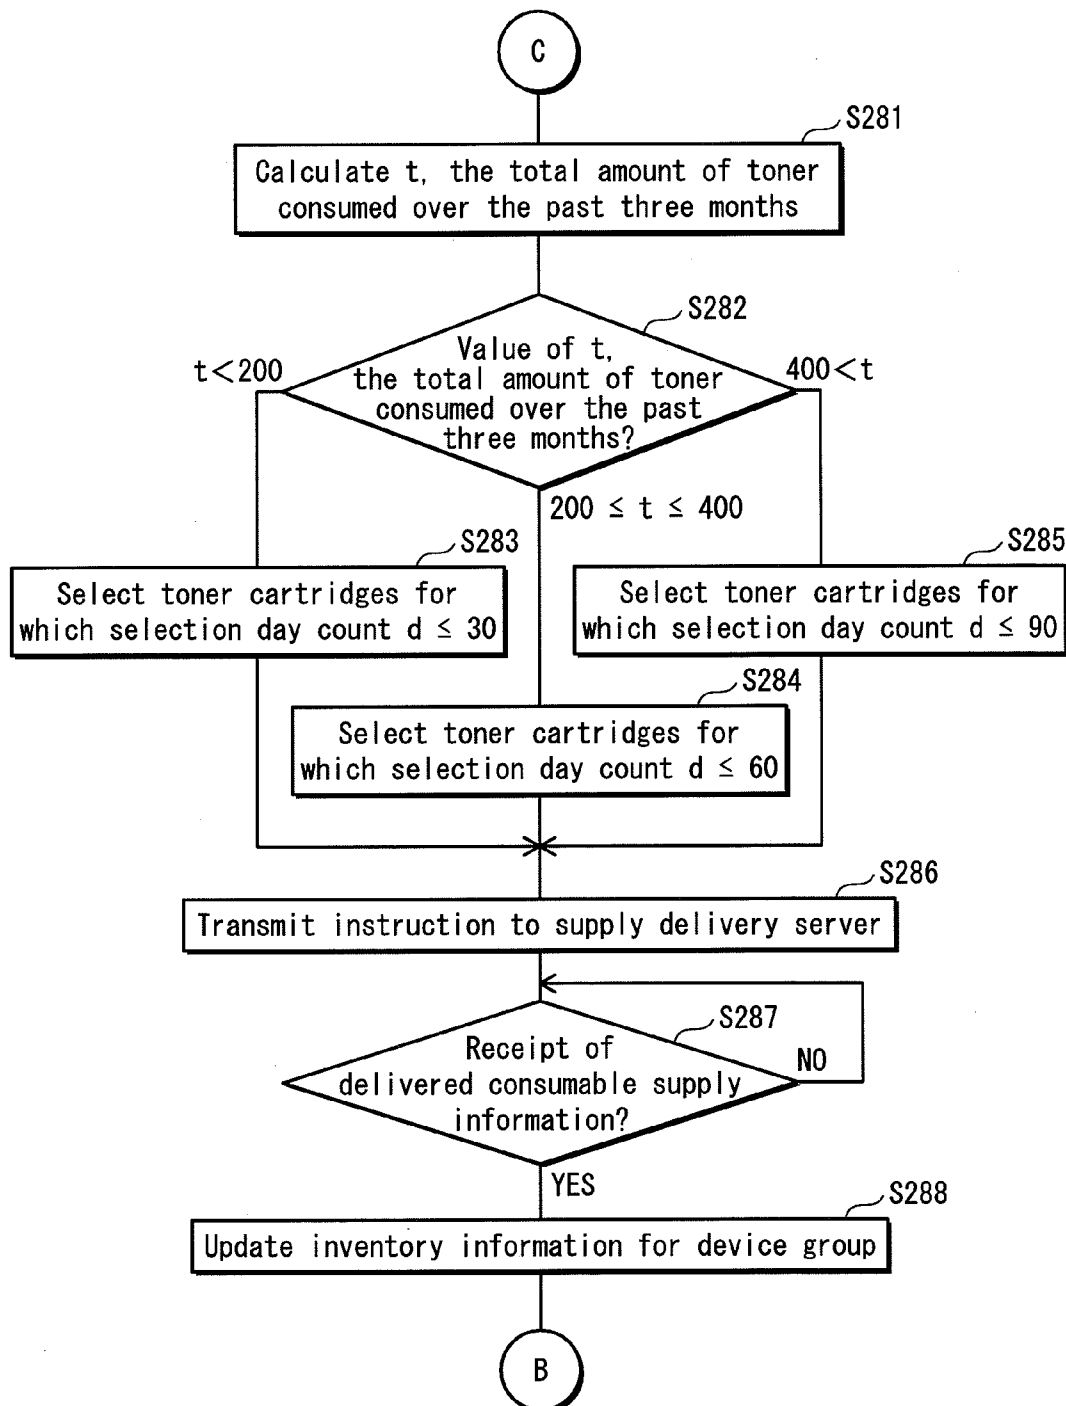 C
S281
Calculate t, the total amount of toner
consumed over the past three months
S282
Value of t,
the total amount of toner
consumed over the past
three months?
t<200
400<t
200 ≤ t ≤ 400
S283
Select toner cartridges for
which selection day count d ≤ 30
S285
Select toner cartridges for
which selection day count d ≤ 90
S284
Select toner cartridges for
which selection day count d ≤ 60
S286
Transmit instruction to supply delivery server
S287
Receipt of
delivered consumable supply
information?
NO
YES
S288
Update inventory information for device group
B